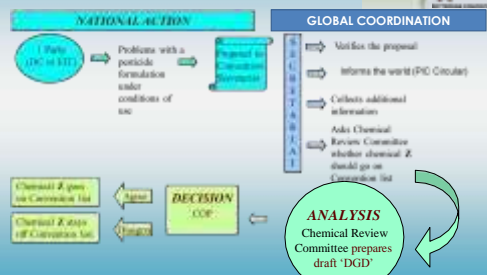 NATIONAL ACTION
GLOBAL COORDINATION
1 Party
(DC or EIT)
Problems with a
pesticide
formulation
under
conditions of
use
Proposal to
Convention
Secretariat
SECRETARIAT
Verifies the proposal
Informs the world (PIC Circular)
Collects additional
information
Asks Chemical
Review Committee
whether chemical Z
should go on
Convention list
Chemical Z goes
on Convention list
Agree
Chemical Z stays
off Convention list.
Disagree
DECISION
COP
ANALYSIS
Chemical Review
Committee prepares
draft 'DGD'